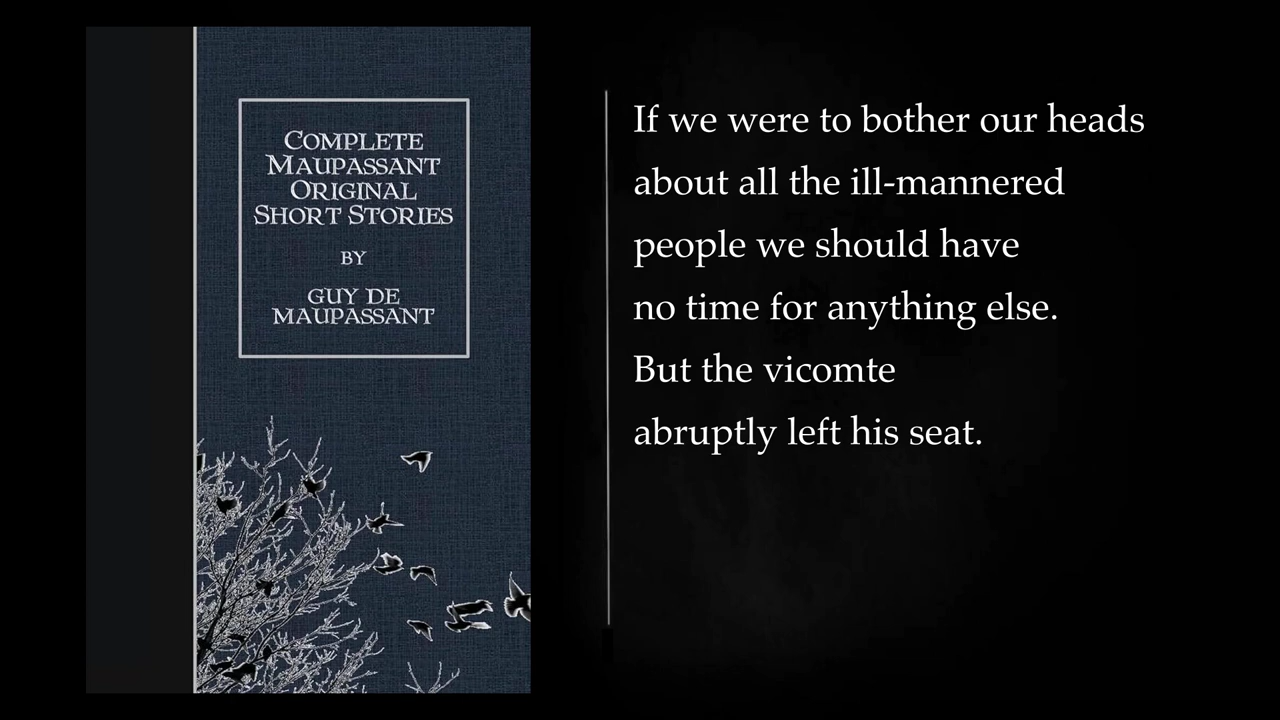 COMPLETE
MAUPASSANT
ORIGINAL
SHORT STORIES
BY
GUY DE
MAUPASSANT
If we were to bother our heads
about all the ill-mannered
people we should have
no time for anything else.
But the vicomte
abruptly left his seat.